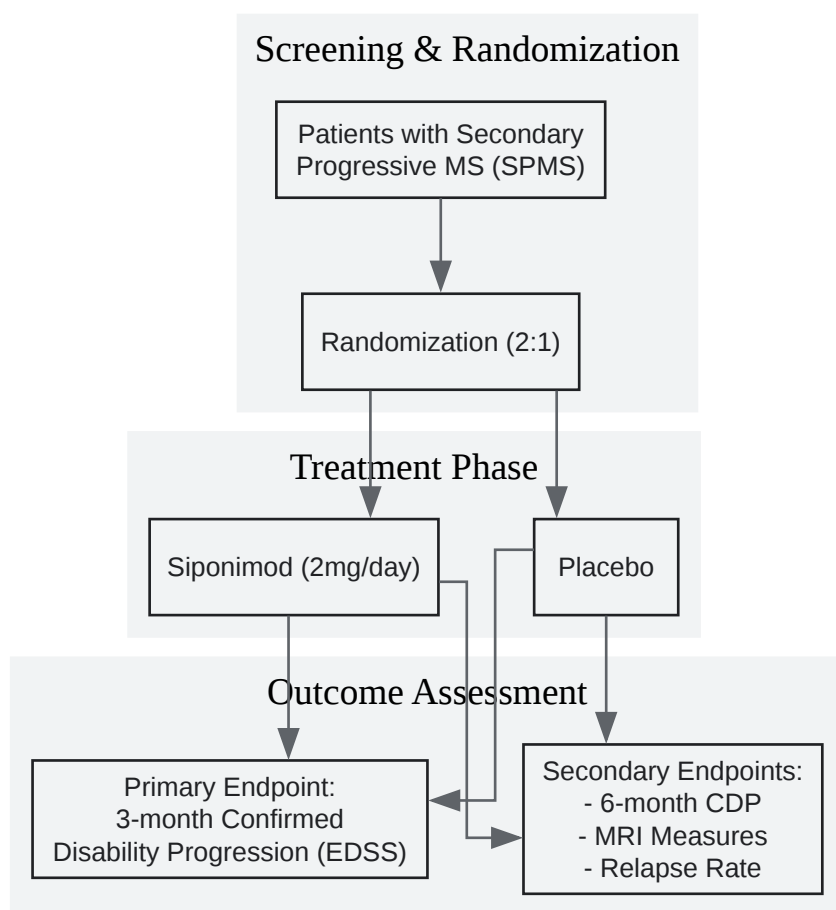 Screening & Randomization
Patients with Secondary
Progressive MS (SPMS)
Randomization (2:1)
Treatment Phase
Siponimod (2mg/day)
Placebo
Outcome Assessment
Primary Endpoint:
3-month Confirmed
Disability Progression (EDSS)
Secondary Endpoints:
- 6-month CDP
- MRI Measures
- Relapse Rate